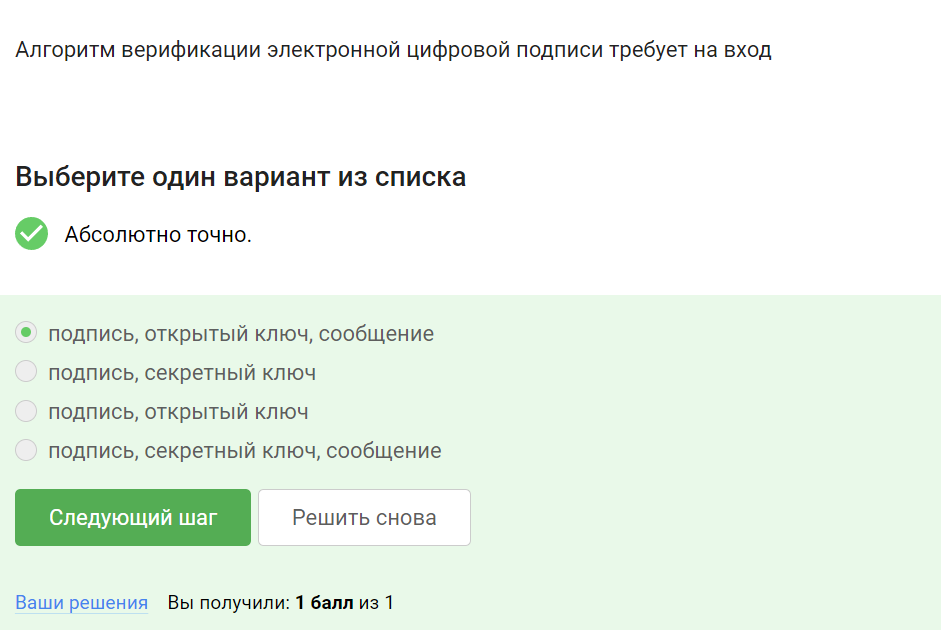 Алгоритм верификации электронной цифровой подписи требует на вход
Выберите один вариант из списка
Абсолютно точно.
подпись, открытый ключ, сообщение
подпись, секретный ключ
подпись, открытый ключ
подпись, секретный ключ, сообщение
Следующий шаг Решить снова
Ваши решения Вы получили: 1 балл из 1